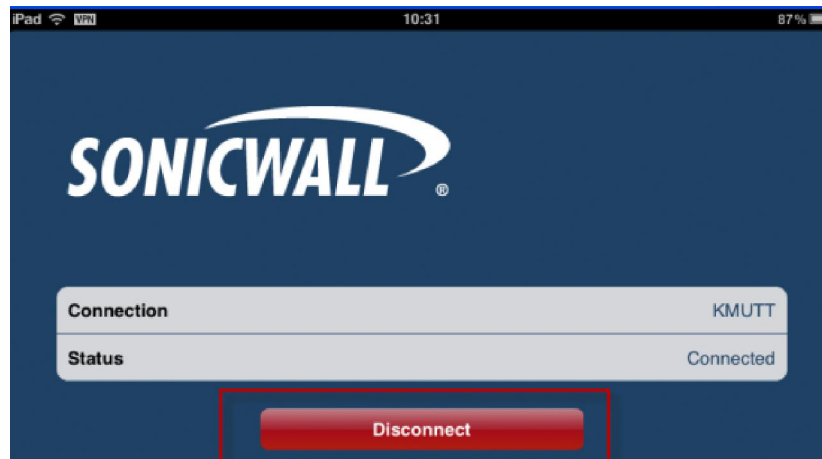 iPad VPN 10:31 87%
SONICWALL®
Connection KMUTT
Status Connected
Disconnect